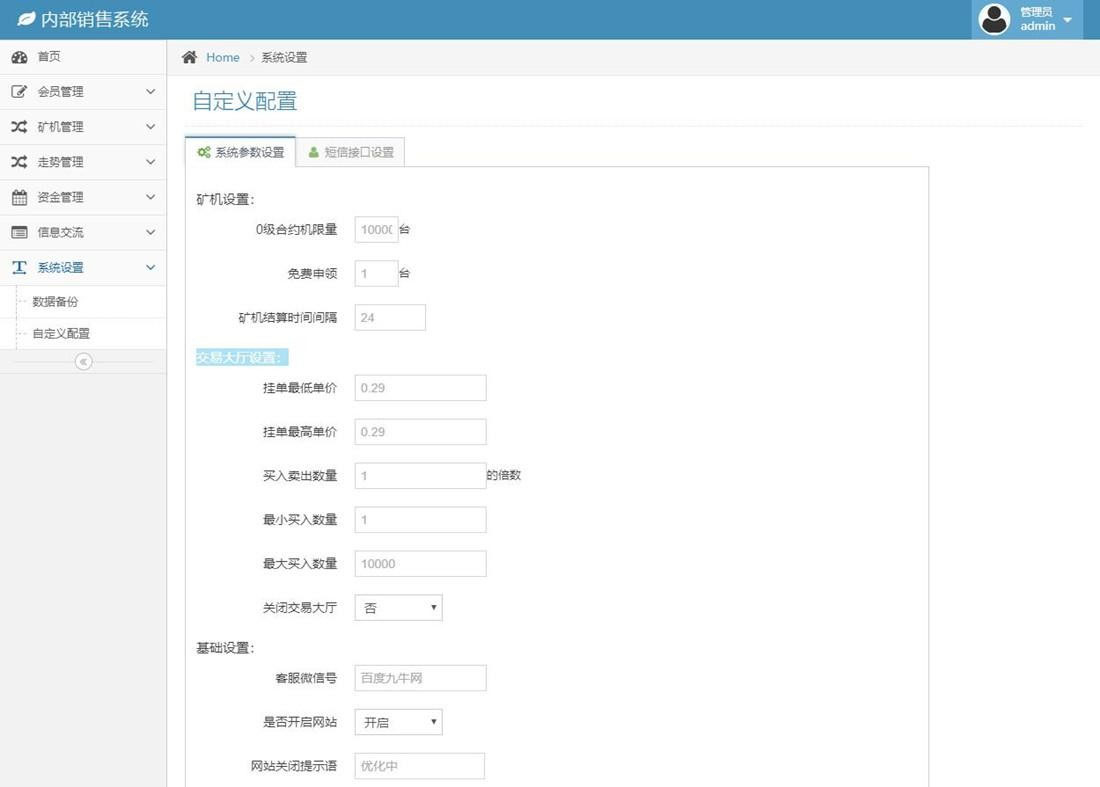 内部销售系统
管理员
admin
首页
会员管理
矿机管理
走势管理
资金管理
信息交流
系统设置
数据备份
自定义配置
Home > 系统设置
自定义配置
系统参数设置 短信接口设置
矿机设置:
0级合约机限量 1000 台
免费申领 1 台
矿机结算时间间隔 24
交易大厅设置:
挂单最低单价 0.29
挂单最高单价 0.29
买入卖出数量 1 的倍数
最小买入数量 1
最大买入数量 10000
关闭交易大厅 否
基础设置:
客服微信号 百度九牛网
是否开启网站 开启
网站关闭提示语 优化中